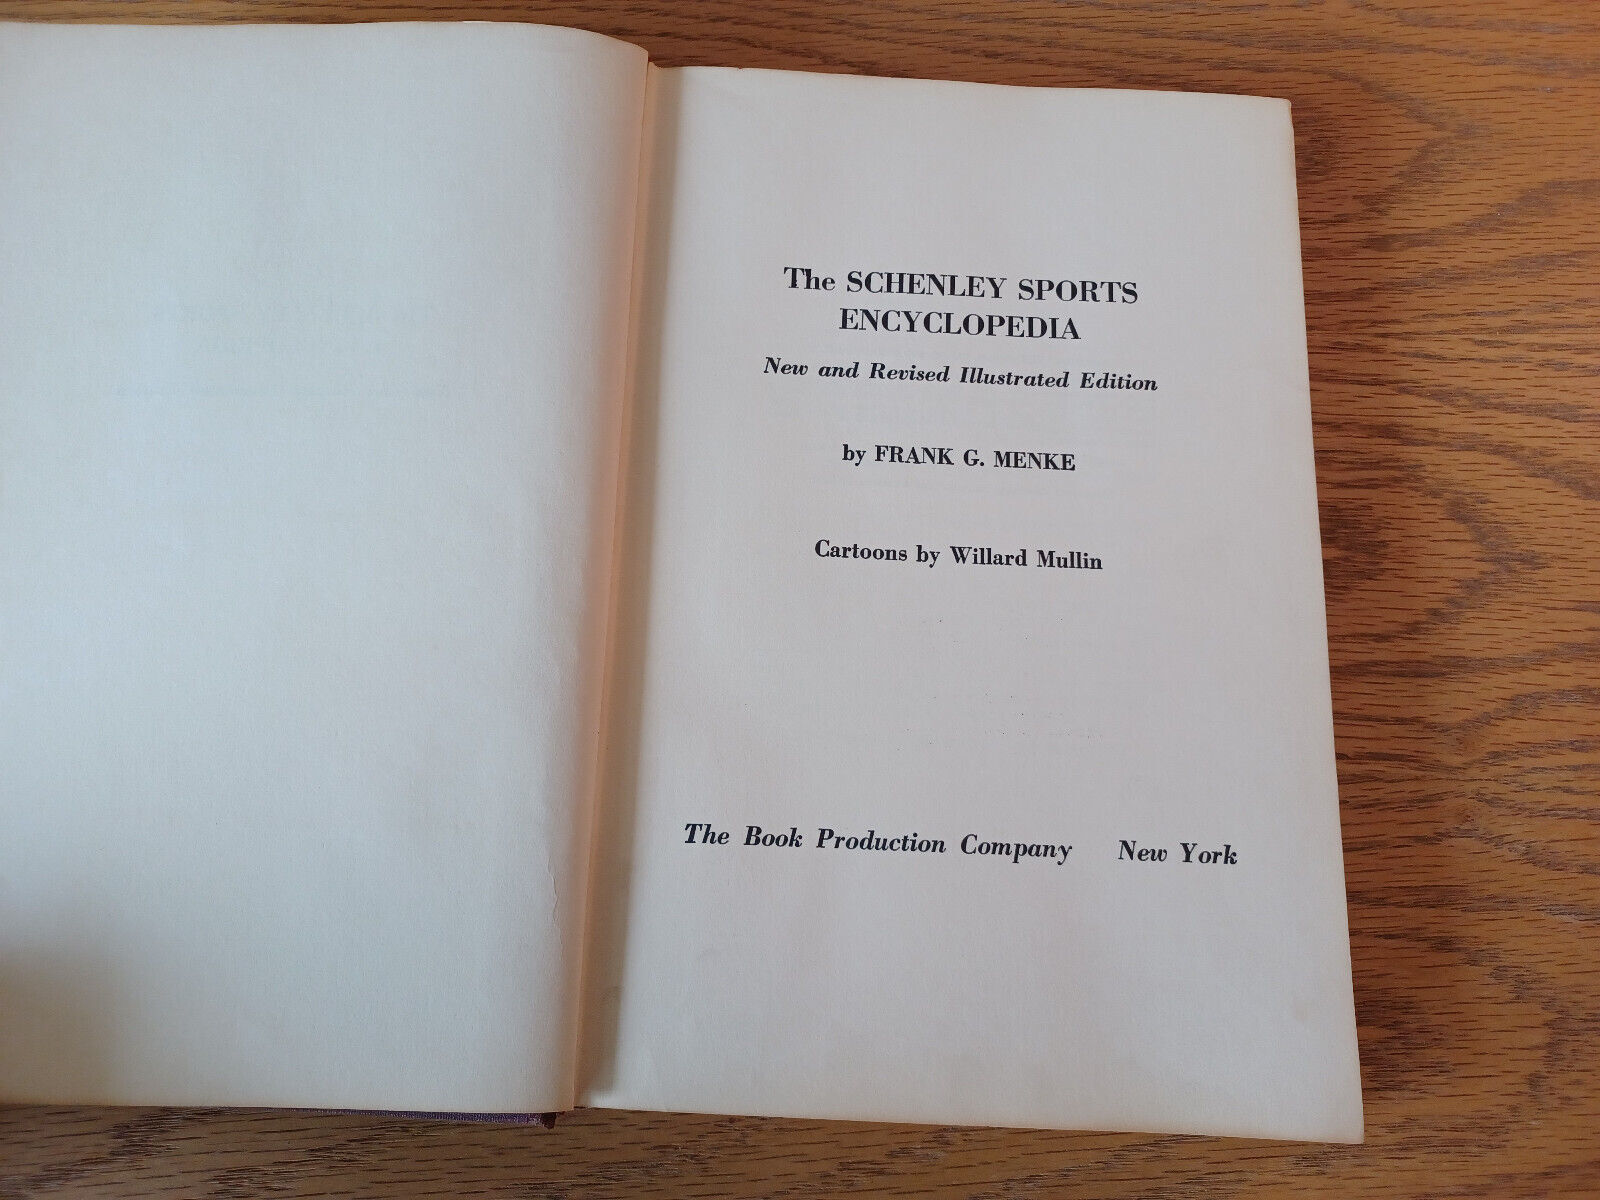 The SCHENLEY SPORTS
ENCYCLOPEDIA
New and Revised Illustrated Edition
by FRANK G. MENKE
Cartoons by Willard Mullin
The Book Production Company New York